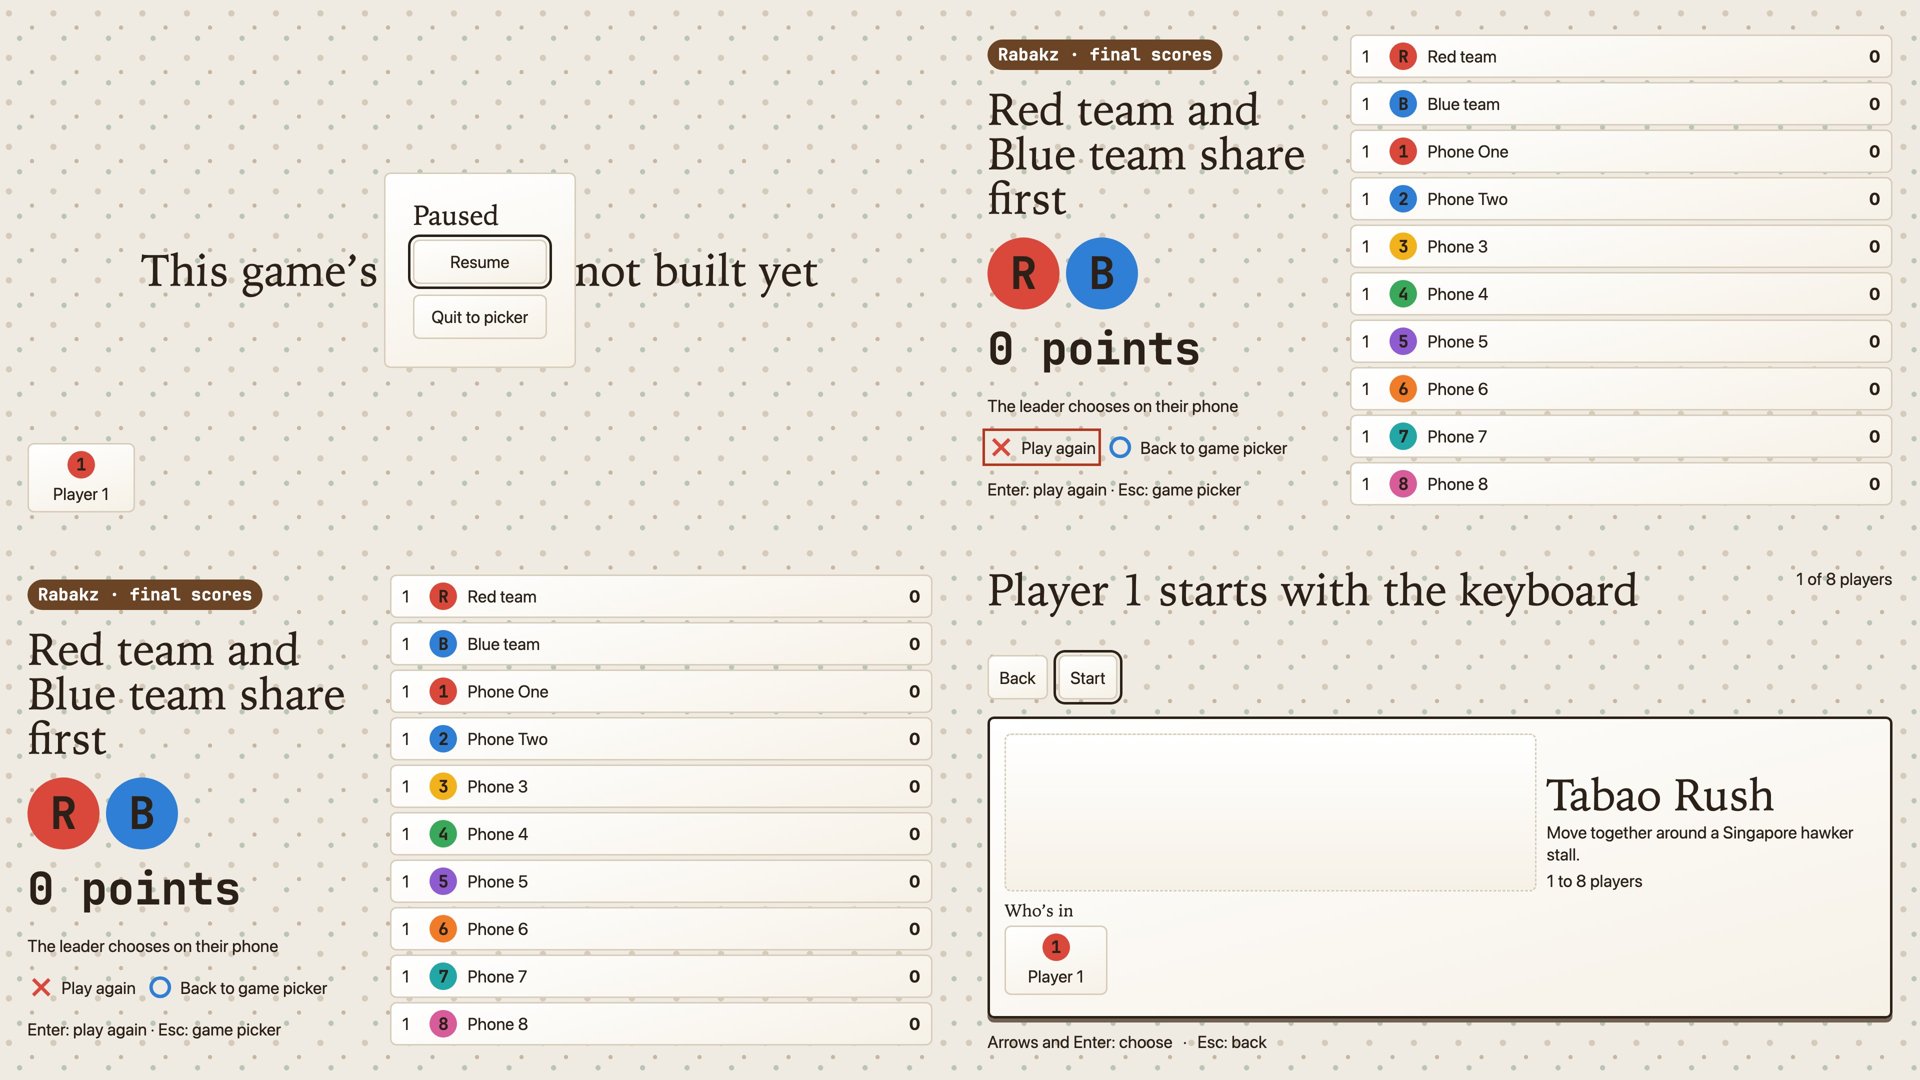 Paused
Resume
This game’s not built yet
Quit to picker
1
Player 1
Rabakz · final scores
Red team and
Blue team share
first
R B
0 points
The leader chooses on their phone
Play again Back to game picker
Enter: play again · Esc: game picker
1 R Red team 0
1 B Blue team 0
1 1 Phone One 0
1 2 Phone Two 0
1 3 Phone 3 0
1 4 Phone 4 0
1 5 Phone 5 0
1 6 Phone 6 0
1 7 Phone 7 0
1 8 Phone 8 0
Rabakz · final scores
Red team and
Blue team share
first
R B
0 points
The leader chooses on their phone
Play again Back to game picker
Enter: play again · Esc: game picker
1 R Red team 0
1 B Blue team 0
1 1 Phone One 0
1 2 Phone Two 0
1 3 Phone 3 0
1 4 Phone 4 0
1 5 Phone 5 0
1 6 Phone 6 0
1 7 Phone 7 0
1 8 Phone 8 0
Player 1 starts with the keyboard
1 of 8 players
Back Start
Tabao Rush
Move together around a Singapore hawker
stall.
1 to 8 players
Who’s in
1
Player 1
Arrows and Enter: choose · Esc: back